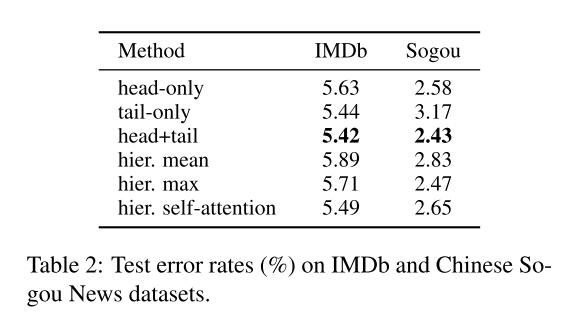 Method IMDb Sogou
head-only 5.63 2.58
tail-only 5.44 3.17
head+tail 5.42 2.43
hier. mean 5.89 2.83
hier. max 5.71 2.47
hier. self-attention 5.49 2.65
Table 2: Test error rates (%) on IMDb and Chinese So-
gou News datasets.